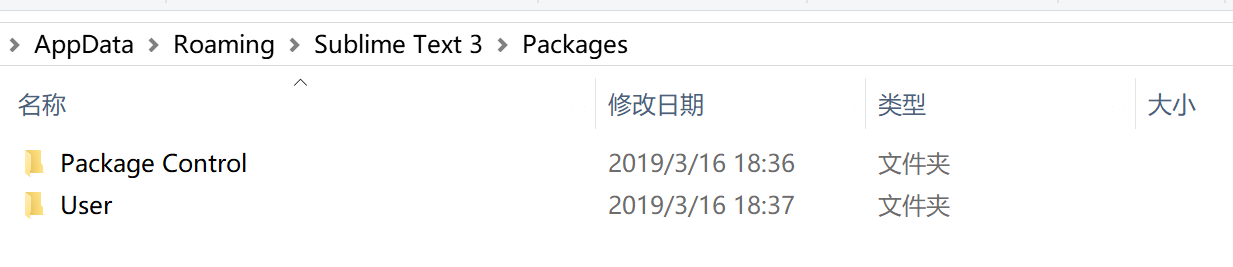 AppData > Roaming > Sublime Text 3 > Packages
名称 修改日期 类型 大小
Package Control 2019/3/16 18:36 文件夹
User 2019/3/16 18:37 文件夹